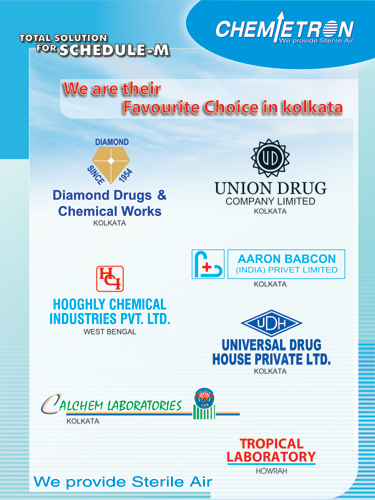 TOTAL SOLUTION
FOR SCHEDULE-M
CHEMIETRON
We provide Sterile Air
We are their
Favourite Choice in kolkata
DIAMOND
SINCE 1954
Diamond Drugs &
Chemical Works
KOLKATA
UD
UNION DRUG
COMPANY LIMITED
KOLKATA
AARON BABCON
(INDIA) PRIVET LIMITED
KOLKATA
HCI
HOOGHLY CHEMICAL
INDUSTRIES PVT. LTD.
WEST BENGAL
UDH
UNIVERSAL DRUG
HOUSE PRIVATE LTD.
KOLKATA
CALCHEM LABORATORIES
KOLKATA
TROPICAL
LABORATORY
HOWRAH
We provide Sterile Air